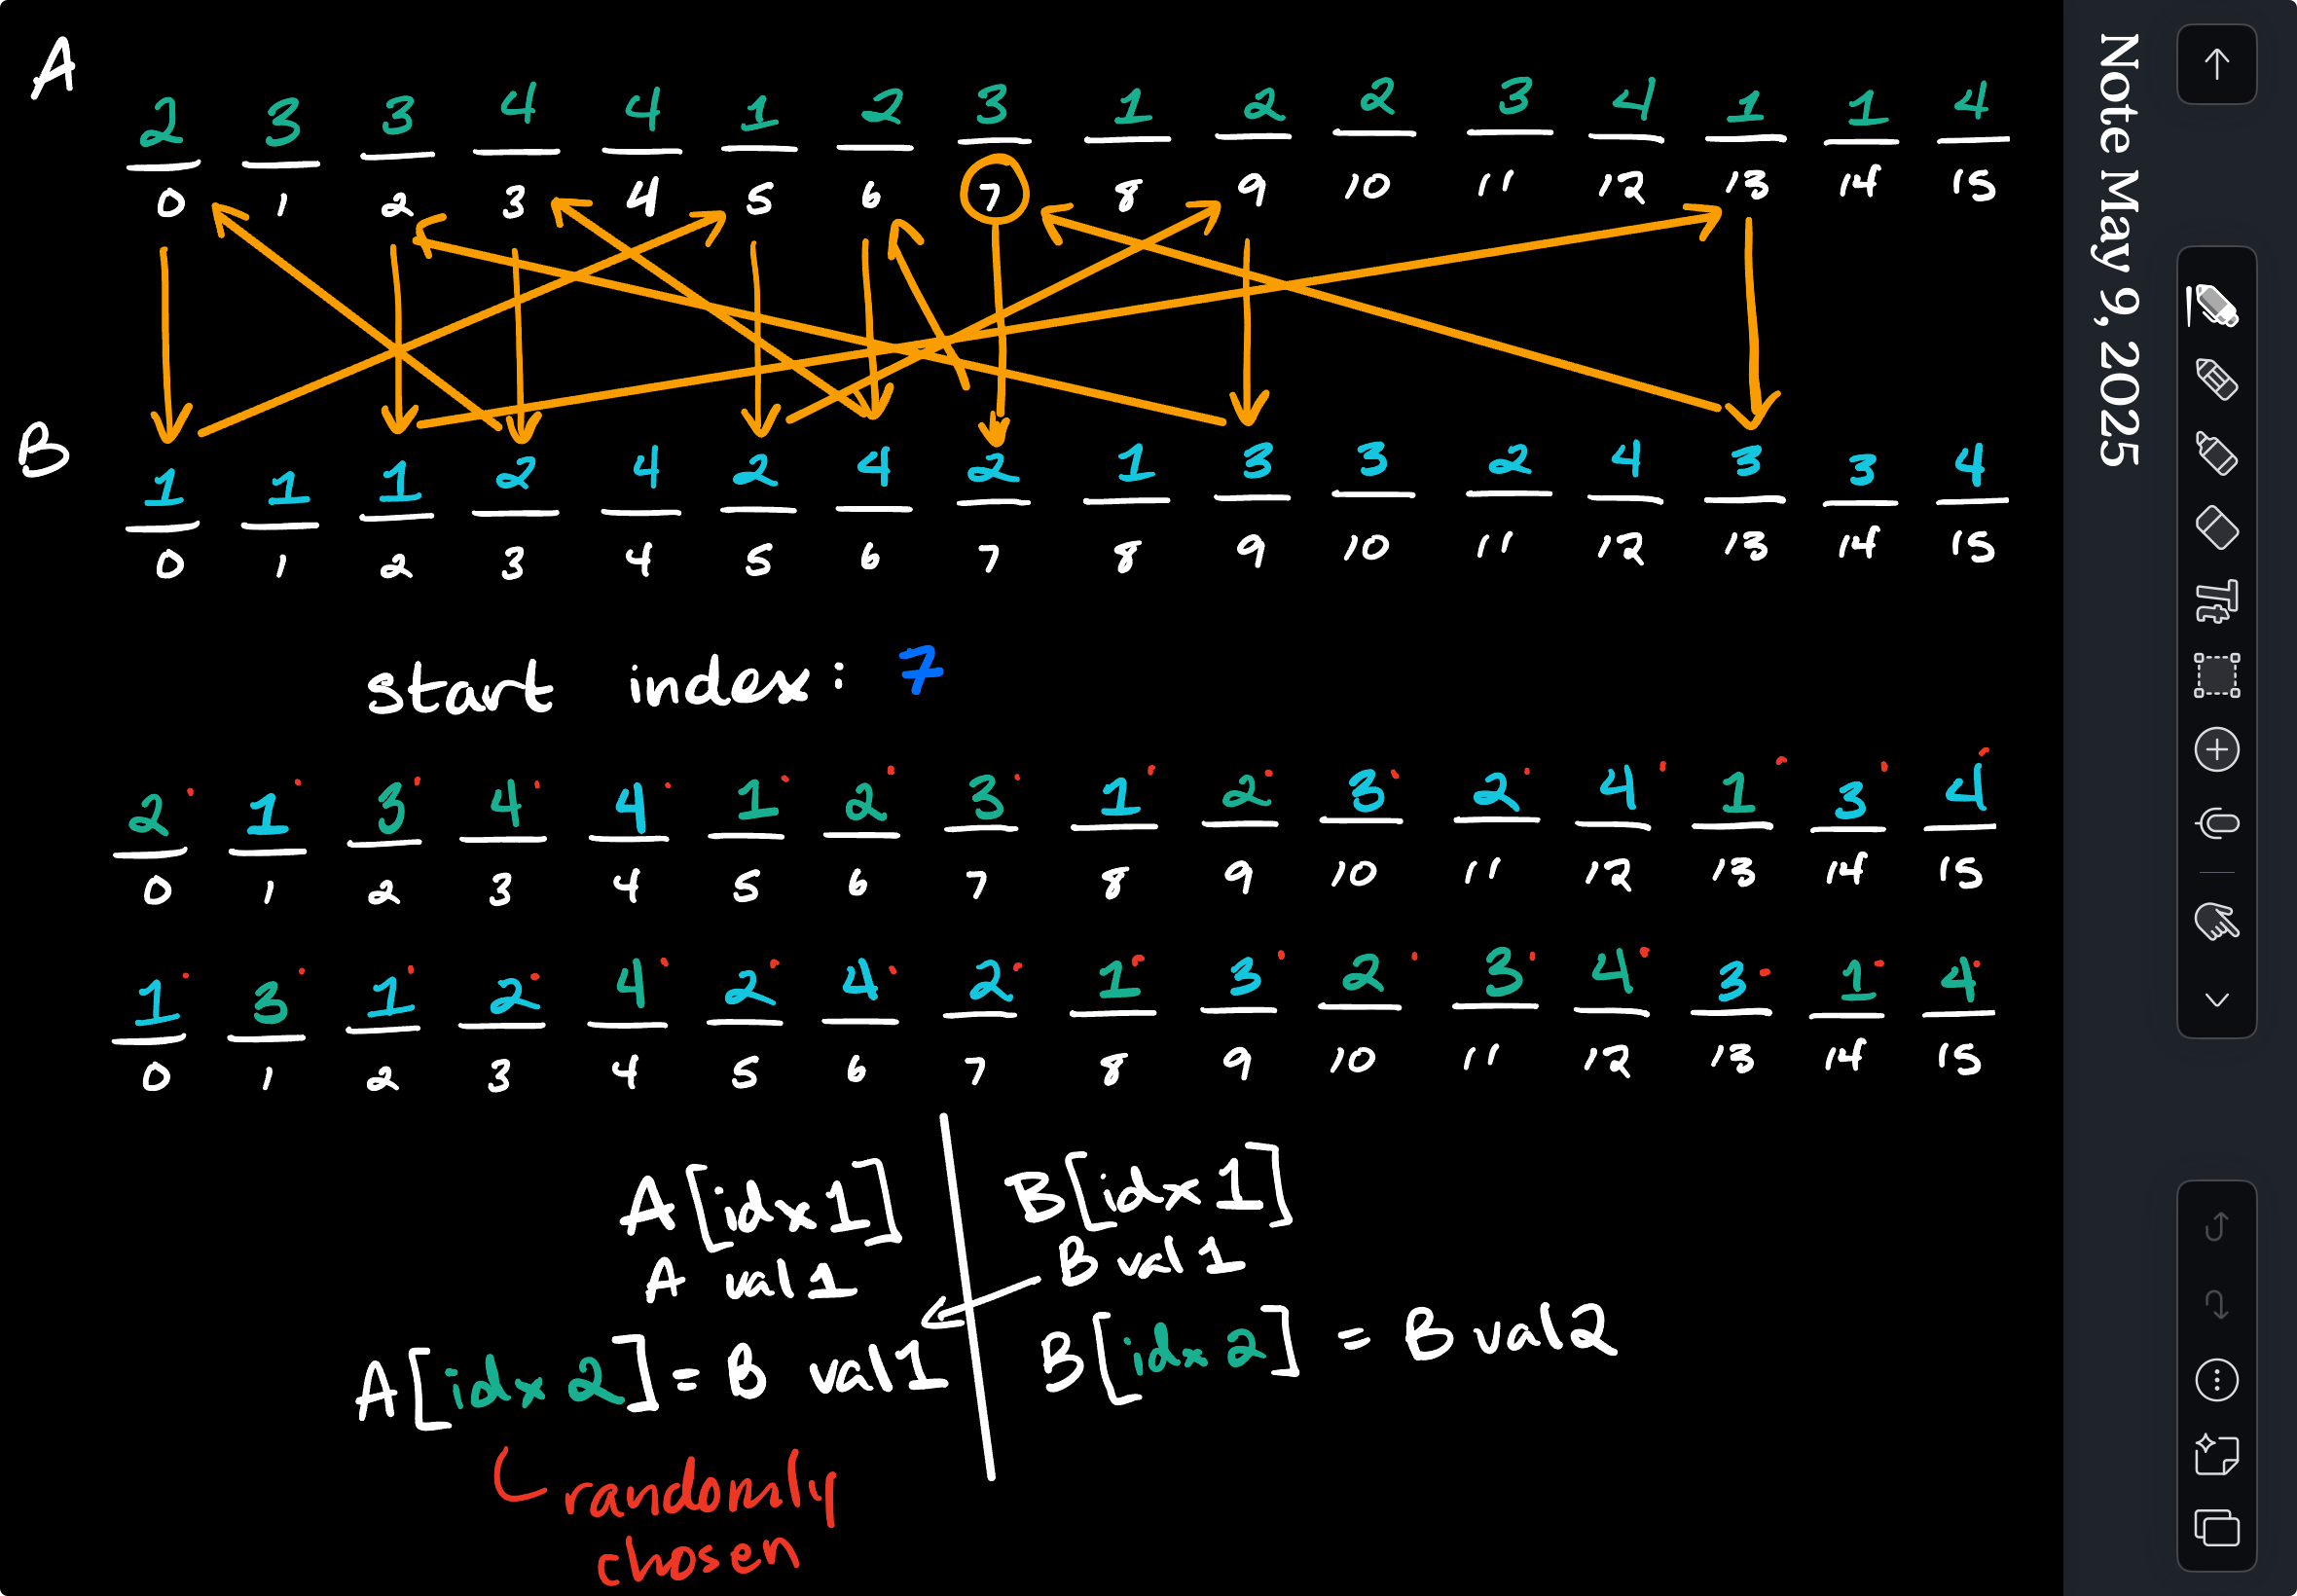 A
2 3 3 4 4 1 2 3 1 2 2 3 4 1 1 4
0 1 2 3 4 5 6 7 8 9 10 11 12 13 14 15
B
1 1 1 2 4 2 4 2 1 3 3 2 4 3 3 4
0 1 2 3 4 5 6 7 8 9 10 11 12 13 14 15
start index: 7
2 1 3 4 4 1 2 3 1 2 3 2 4 1 3 4
0 1 2 3 4 5 6 7 8 9 10 11 12 13 14 15
1 3 1 2 4 2 4 2 1 3 2 3 4 3 1 4
0 1 2 3 4 5 6 7 8 9 10 11 12 13 14 15
A[idx1] B[idx1]
A val1 B val1
A[idx2] = B val1 B[idx2] = B val2
randomly
chosen
Note May 9, 2025
Tt